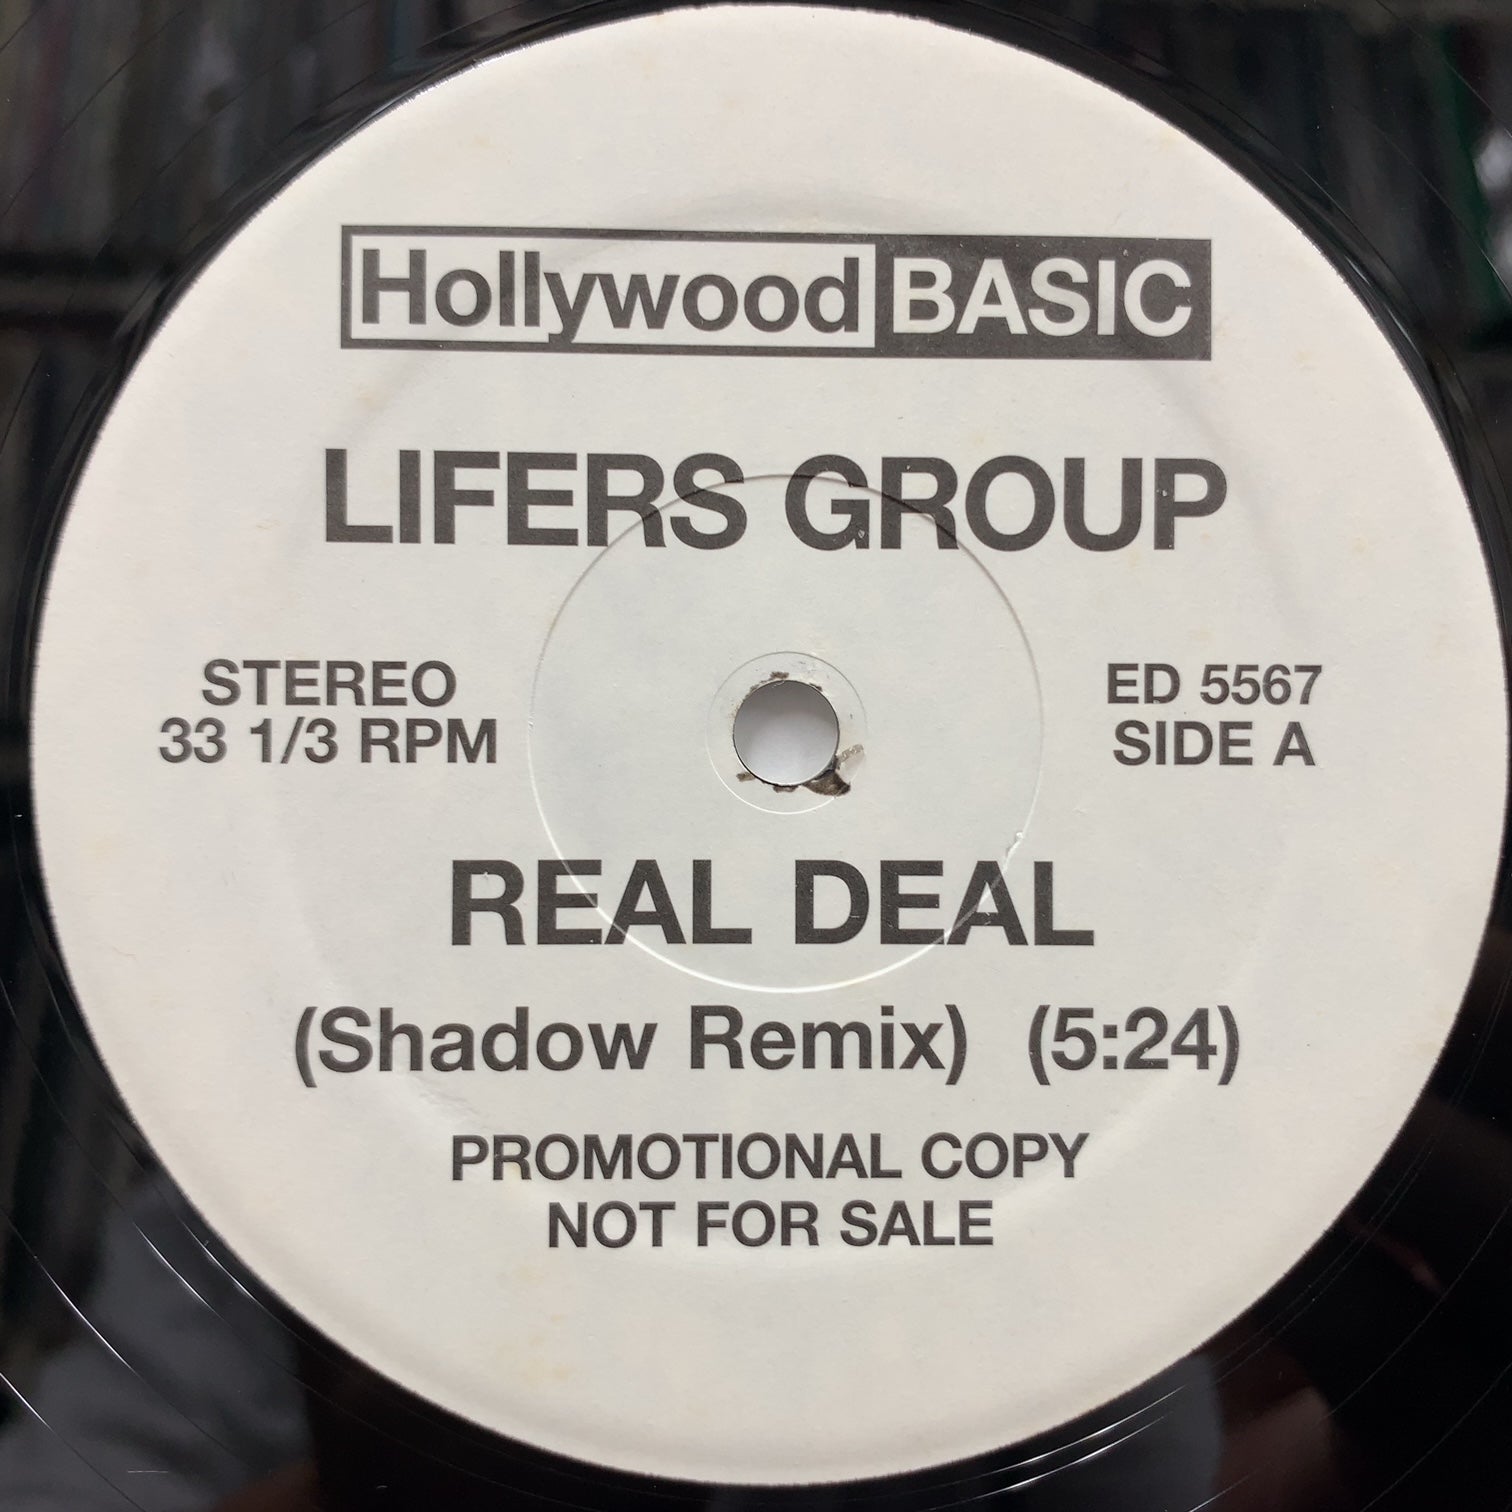 Hollywood BASIC
LIFERS GROUP
STEREO
33 1/3 RPM
ED 5567
SIDE A
REAL DEAL
(Shadow Remix) (5:24)
PROMOTIONAL COPY
NOT FOR SALE